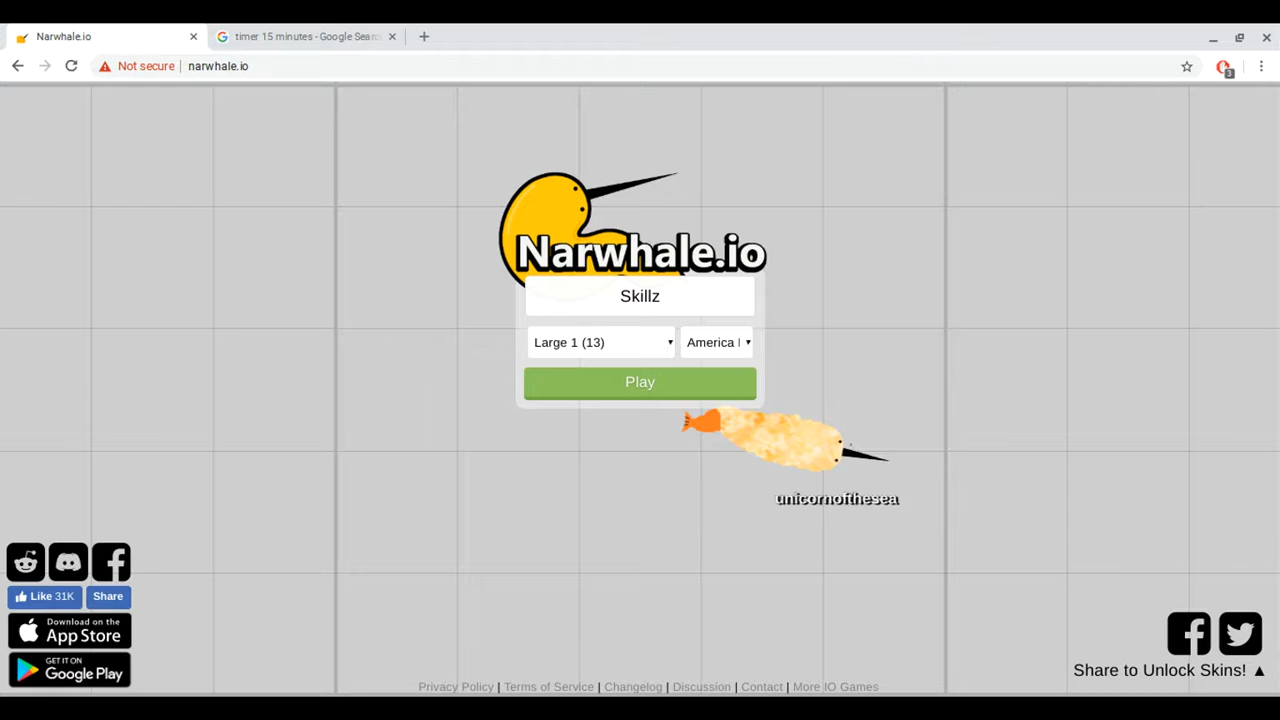 Narwhale.io
timer 15 minutes - Google Searc
Not secure
narwhale.io
3
Narwhale.io
Skillz
Large 1 (13)
America
Play
unicornofthesea
Like 31K
Share
Download on the
App Store
GET IT ON
Google Play
Share to Unlock Skins! ▲
Privacy Policy | Terms of Service | Changelog | Discussion | Contact | More IO Games